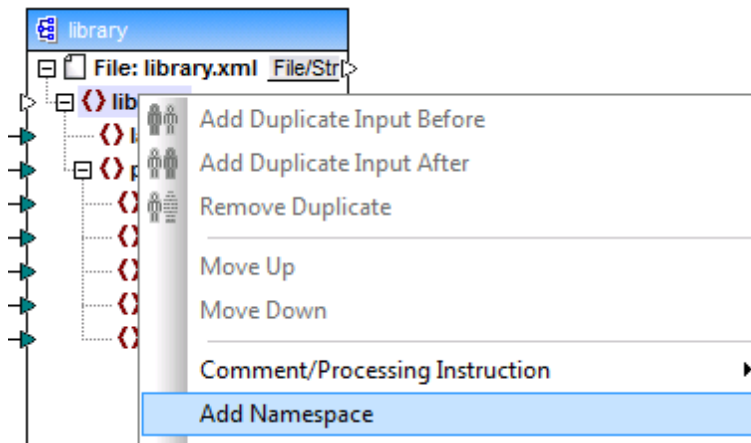 library
File: library.xml File/Str
lib
Add Duplicate Input Before
Add Duplicate Input After
Remove Duplicate
Move Up
Move Down
Comment/Processing Instruction
Add Namespace